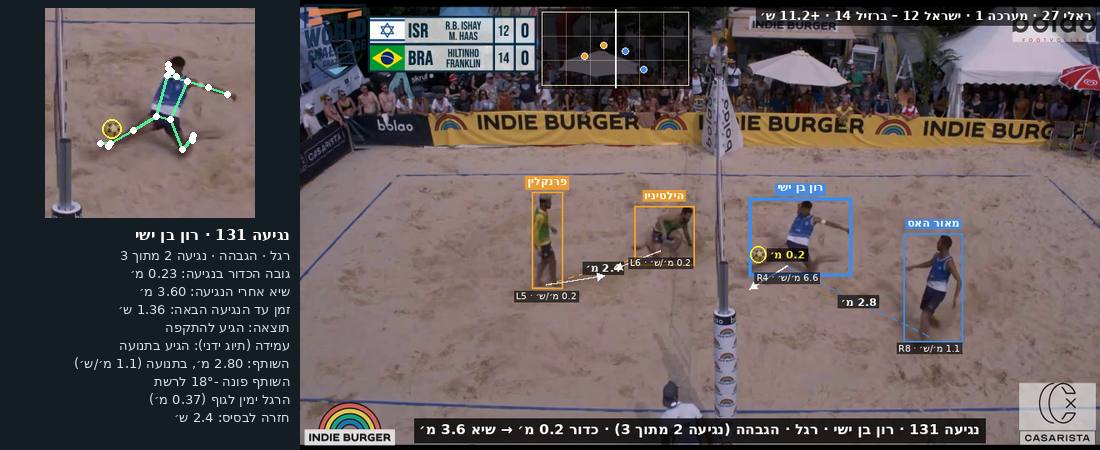 ראלי 27 · מערכה 1 · ישראל 12 – ברזיל 14 · +11.2 ש׳
WORLD
ISR R.B. ISHAY M. HAAS 12 0
BRA HILTINHO FRANKLIN 14 0
INDIE BURGER
bolao
FOOTVOLLEY
bolao
INDIE BURGER
INDIE BURGER
CASARISTA
פרנקלין
הילטיניו
רון בן ישי
מאור האט
0.2 מ׳
2.4 מ׳
L6 · 0.2 מ׳/ש׳
L5 · 0.2 מ׳/ש׳
R4 · 6.6 מ׳/ש׳
2.8 מ׳
R8 · 1.1 מ׳/ש׳
נגיעה 131 · רון בן ישי
רגל · הגבהה · נגיעה 2 מתוך 3
גובה הכדור בנגיעה: 0.23 מ׳
שיא אחרי הנגיעה: 3.60 מ׳
זמן עד הנגיעה הבאה: 1.36 ש׳
תוצאה: הגיע להתקפה
עמידה (תיוג ידני): הגיע בתנועה
השותף: 2.80 מ׳, בתנועה (1.1 מ׳/ש׳)
השותף פונה -18° לרשת
הרגל ימין לגוף (0.37 מ׳)
חזרה לבסיס: 2.4 ש׳
INDIE BURGER
נגיעה 131 · רון בן ישי · רגל · הגבהה (נגיעה 2 מתוך 3) · כדור 0.2 מ׳ → שיא 3.6 מ׳
CASARISTA